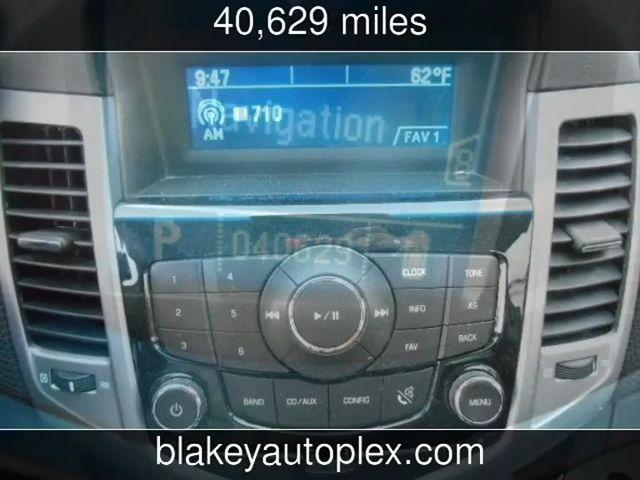 40,629 miles
9:47 62°F
710
Navigation
AM FAV 1
P 040629
1 4 CLOCK TONE
2 5 INFO
3 6 FAV BACK
BAND CD/AUX CONFIG MENU
blakeyautoplex.com